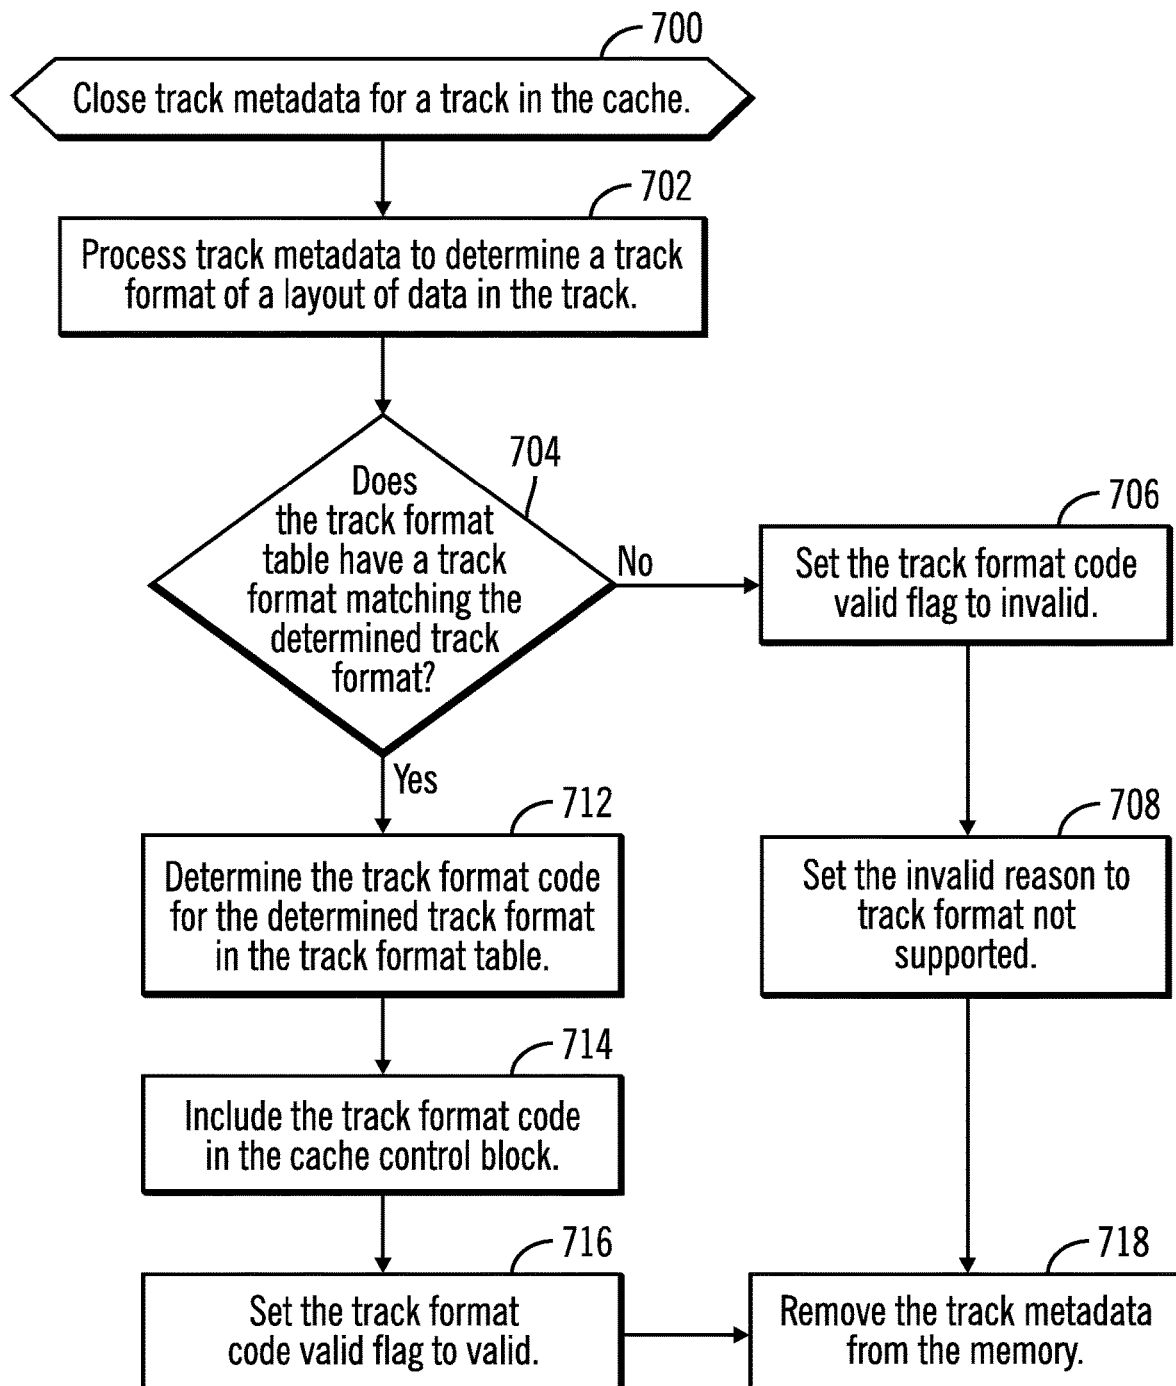 700
Close track metadata for a track in the cache.
702
Process track metadata to determine a track
format of a layout of data in the track.
704
Does
the track format
table have a track
format matching the
determined track
format?
No
706
Set the track format code
valid flag to invalid.
Yes
708
Set the invalid reason to
track format not
supported.
712
Determine the track format code
for the determined track format
in the track format table.
714
Include the track format code
in the cache control block.
716
Set the track format
code valid flag to valid.
718
Remove the track metadata
from the memory.